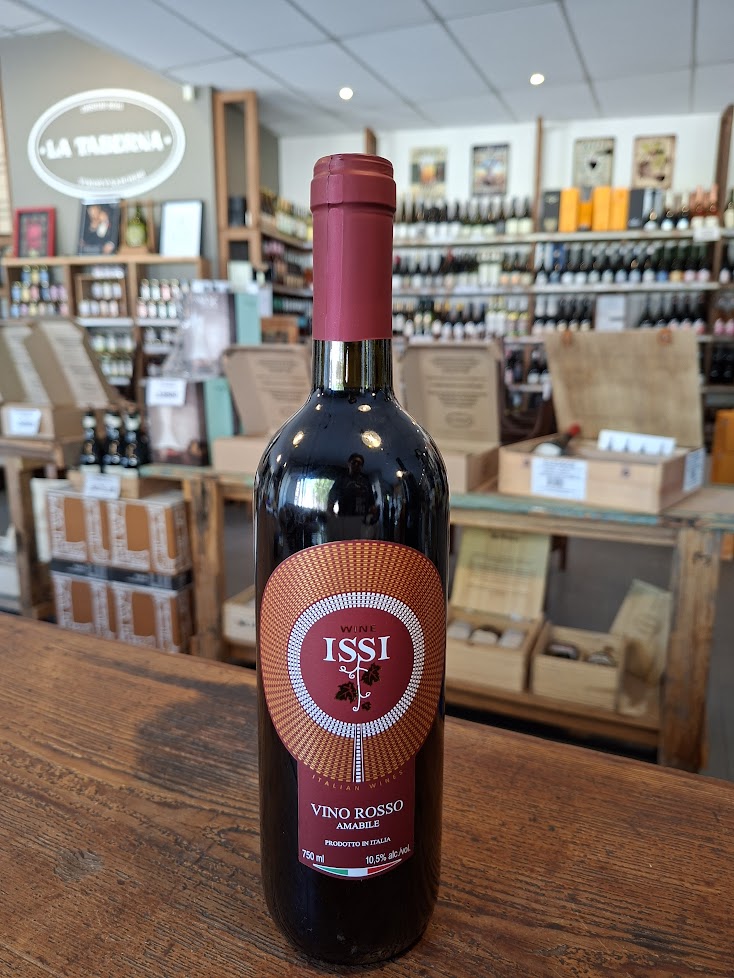 LA TABERNA
WINE
ISSI
ITALIAN WINES
VINO ROSSO
AMABILE
PRODOTTO IN ITALIA
750 ml 10,5% alc./vol.